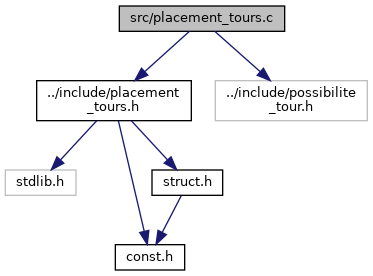 src/placement_tours.c
../include/placement
_tours.h
../include/possibilite
_tour.h
stdlib.h
struct.h
const.h